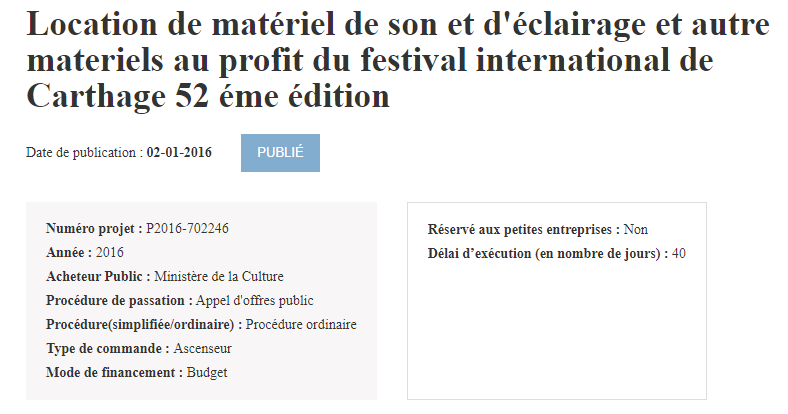 Location de matériel de son et d'éclairage et autre
materiels au profit du festival international de
Carthage 52 éme édition
Date de publication : 02-01-2016 PUBLIÉ
Numéro projet : P2016-702246
Année : 2016
Acheteur Public : Ministère de la Culture
Procédure de passation : Appel d'offres public
Procédure(simplifiée/ordinaire) : Procédure ordinaire
Type de commande : Ascenseur
Mode de financement : Budget
Réservé aux petites entreprises : Non
Délai d’exécution (en nombre de jours) : 40